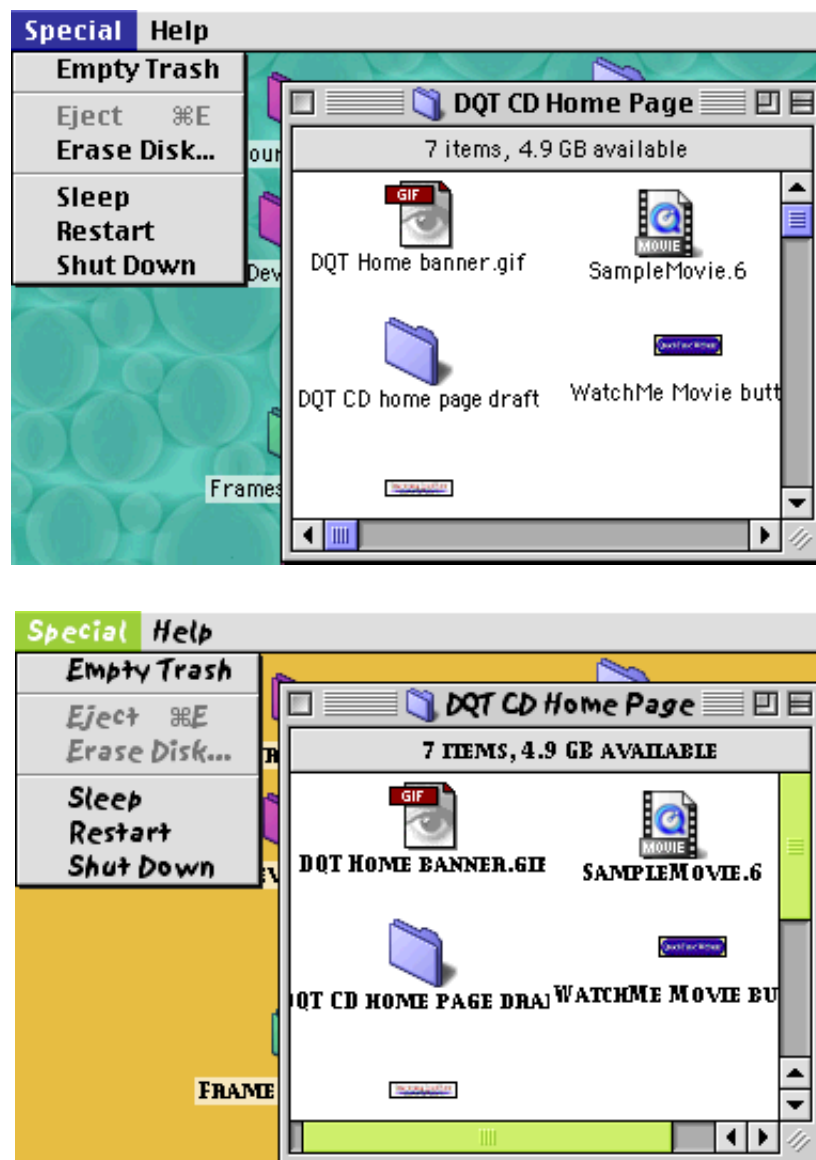 Special Help
Empty Trash
Eject ⌘E
Erase Disk...
Sleep
Restart
Shut Down
DQT CD Home Page
7 items, 4.9 GB available
GIF
DQT Home banner.gif
MOVIE
SampleMovie.6
DQT CD home page draft
WatchMe Movie butt
our
Dev
Frames
Special Help
Empty Trash
Eject ⌘E
Erase Disk...
Sleep
Restart
Shut Down
DQT CD Home Page
7 ITEMS, 4.9 GB AVAILABLE
GIF
DQT HOME BANNER.GIF
MOVIE
SAMPLEMOVIE.6
QT CD HOME PAGE DRA
WATCHME MOVIE BU
FRAME